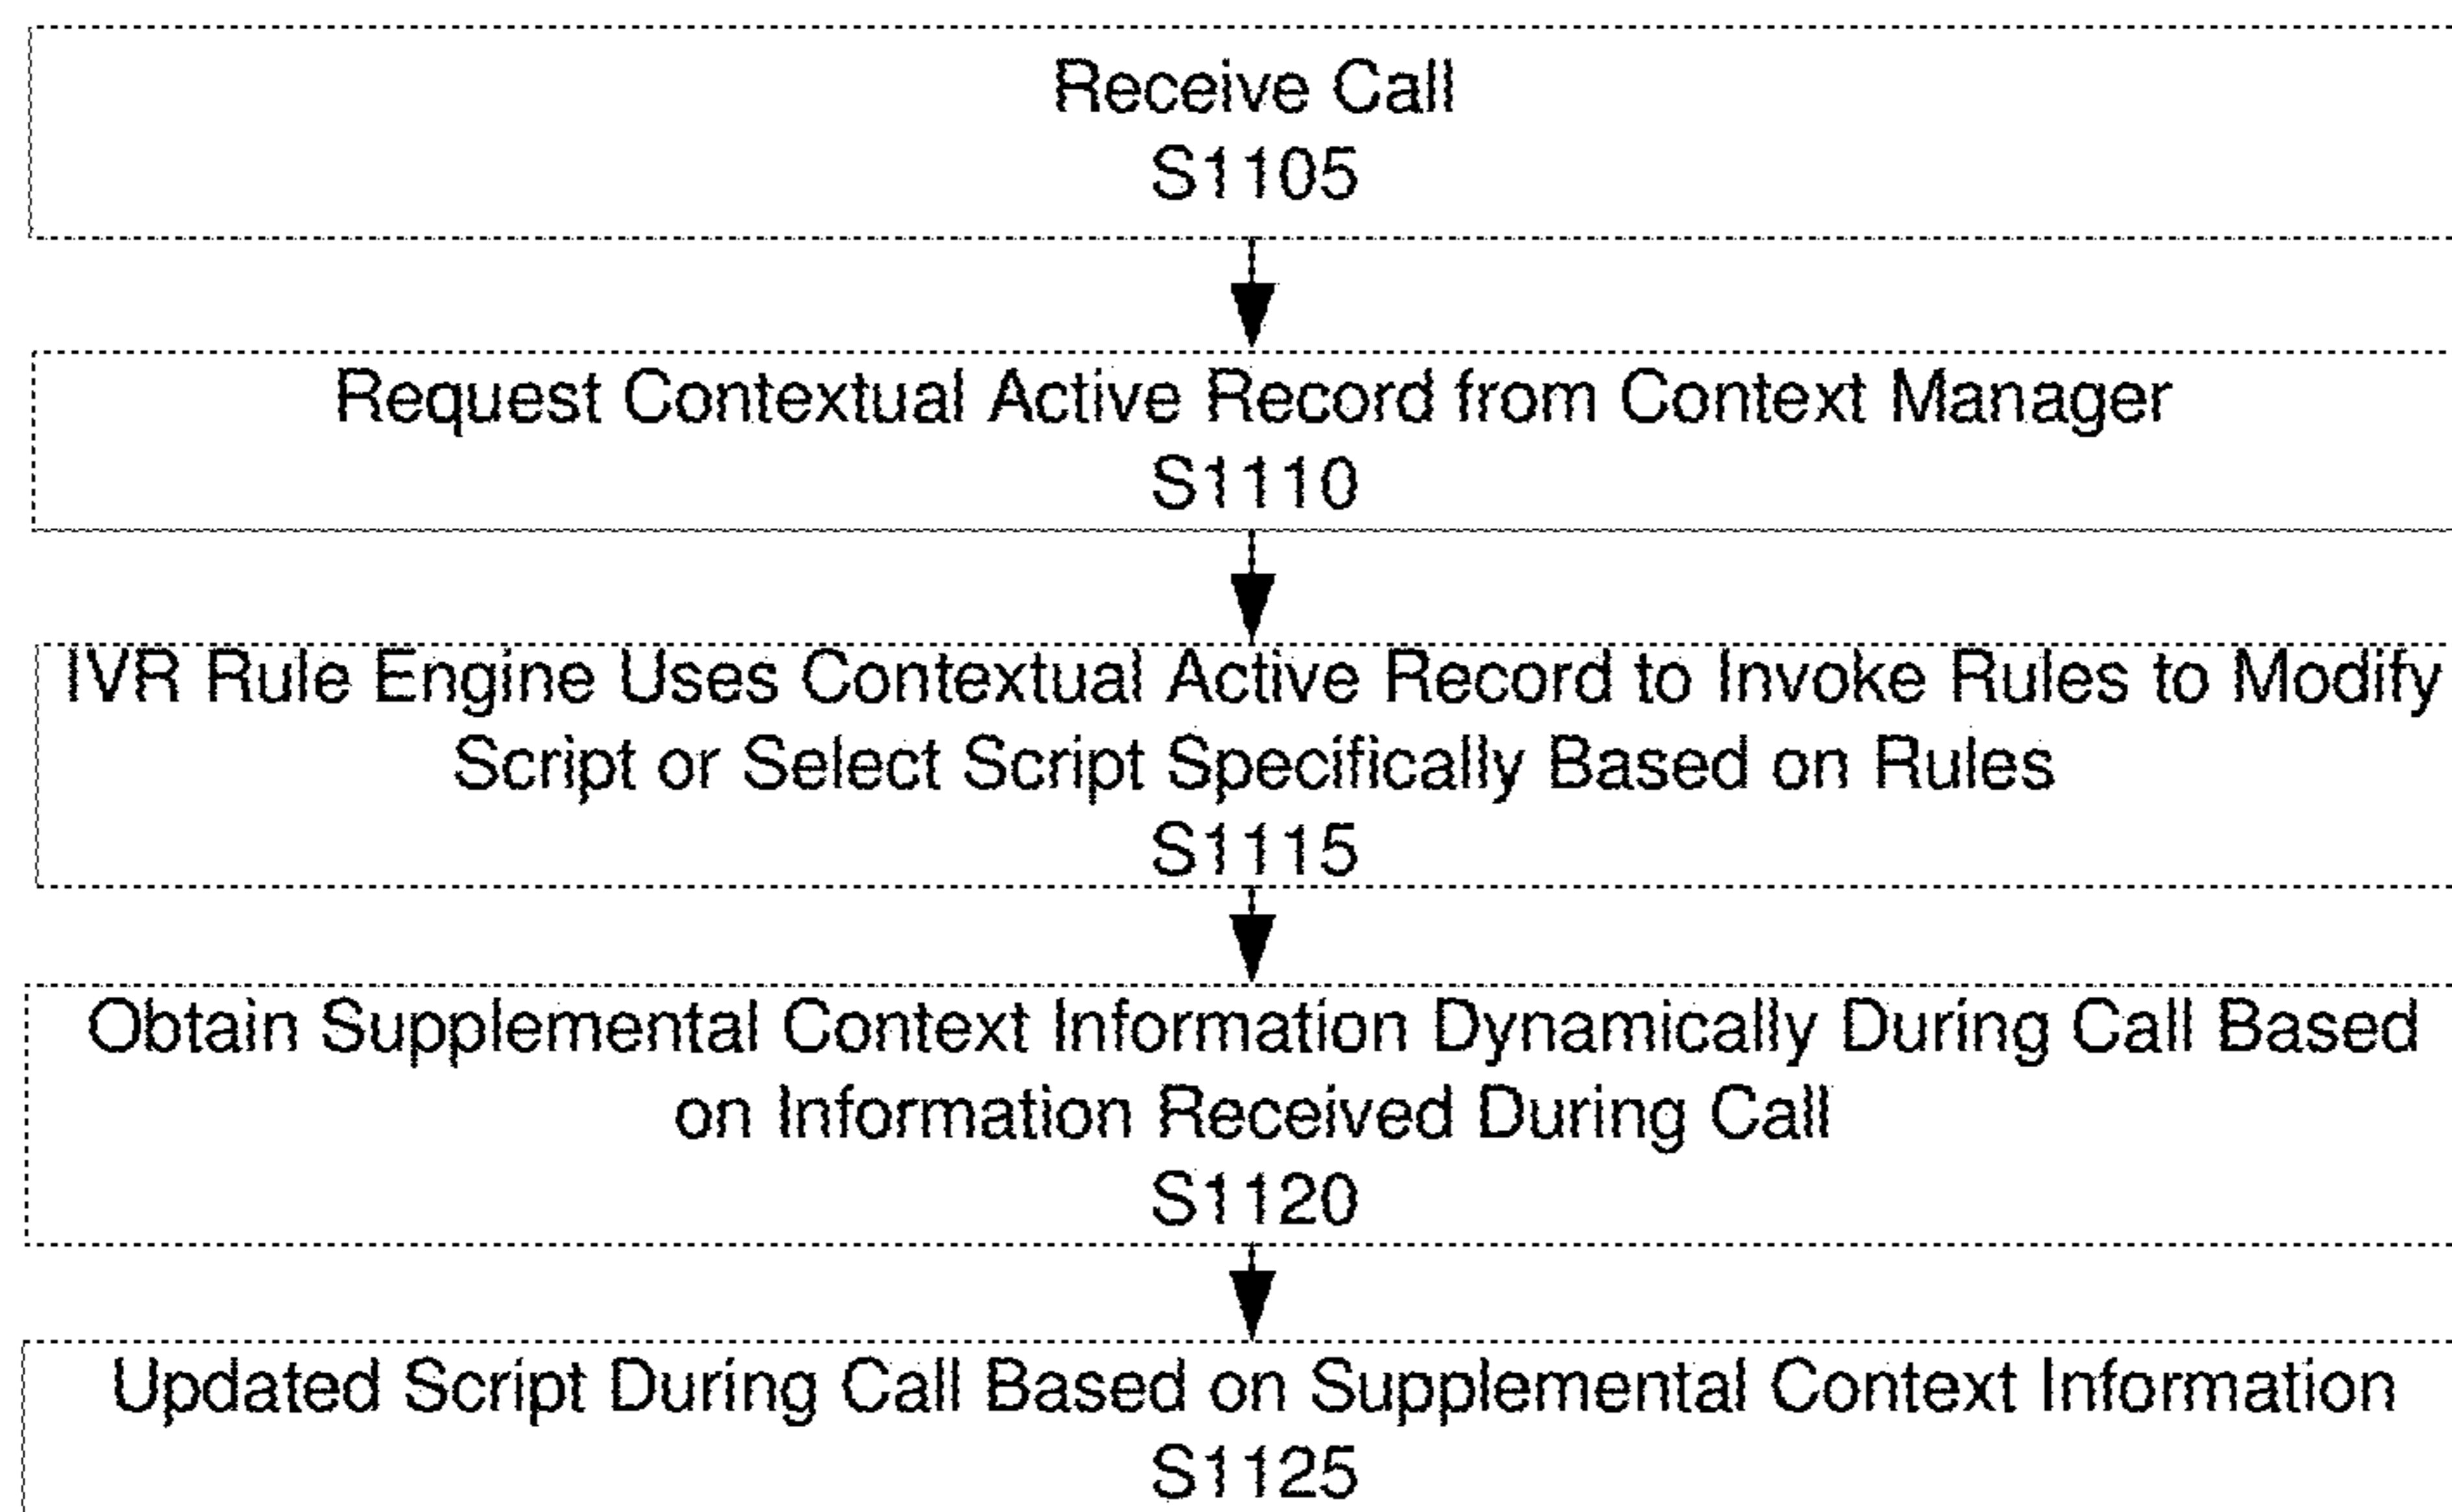 Receive Call
S1105
Request Contextual Active Record from Context Manager
S1110
IVR Rule Engine Uses Contextual Active Record to Invoke Rules to Modify
Script or Select Script Specifically Based on Rules
S1115
Obtain Supplemental Context Information Dynamically During Call Based
on Information Received During Call
S1120
Updated Script During Call Based on Supplemental Context Information
S1125